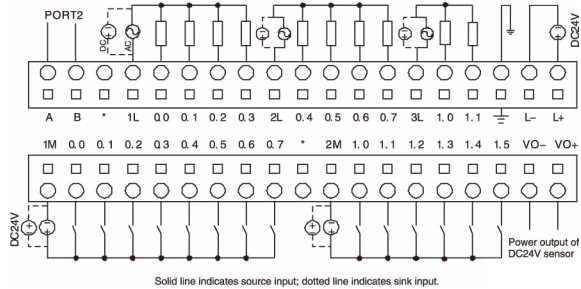 PORT2
DC
AC
DC24V
A B * 1L 0.0 0.1 0.2 0.3 2L 0.4 0.5 0.6 0.7 3L 1.0 1.1 L− L+
1M 0.0 0.1 0.2 0.3 0.4 0.5 0.6 0.7 * 2M 1.0 1.1 1.2 1.3 1.4 1.5 VO− VO+
DC24V
Power output of
DC24V sensor
Solid line indicates source input; dotted line indicates sink input.